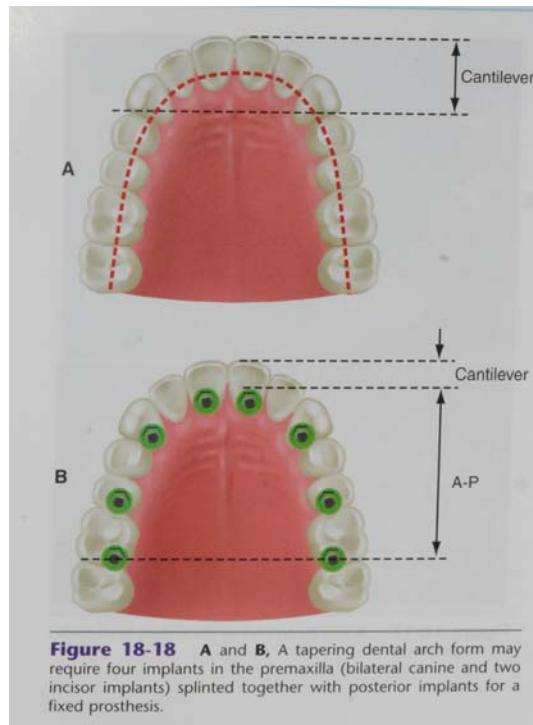 Cantilever
A
Cantilever
B
A-P
Figure 18-18 A and B, A tapering dental arch form may
require four implants in the premaxilla (bilateral canine and two
incisor implants) splinted together with posterior implants for a
fixed prosthesis.